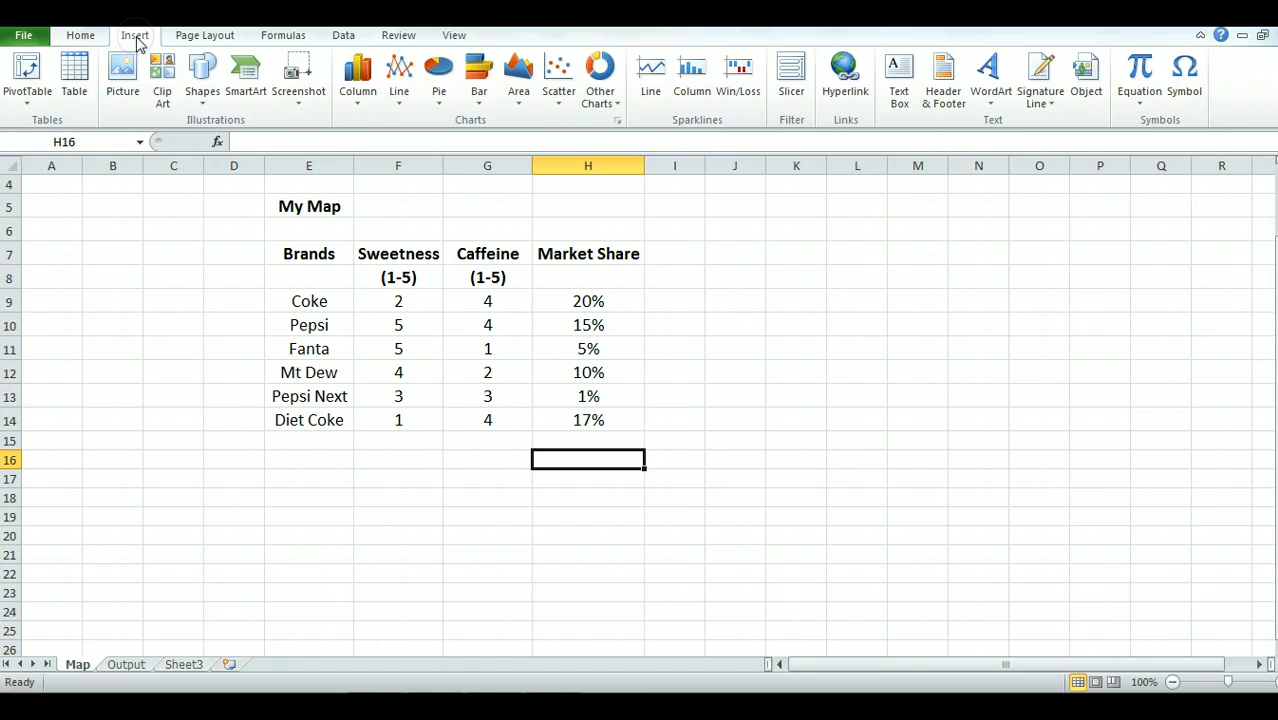 File Home Insert Page Layout Formulas Data Review View
PivotTable Table Picture Clip Art Shapes SmartArt Screenshot Column Line Pie Bar Area Scatter Other Charts Line Column Win/Loss Slicer Hyperlink Text Box Header & Footer WordArt Signature Line Object Equation Symbol
Tables Illustrations Charts Sparklines Filter Links Text Symbols
H16 fx
A B C D E F G H I J K L M N O P Q R
4
5 My Map
6
7 Brands Sweetness Caffeine Market Share
8 (1-5) (1-5)
9 Coke 2 4 20%
10 Pepsi 5 4 15%
11 Fanta 5 1 5%
12 Mt Dew 4 2 10%
13 Pepsi Next 3 3 1%
14 Diet Coke 1 4 17%
15
16
17
18
19
20
21
22
23
24
25
26
Map Output Sheet3
Ready 100%